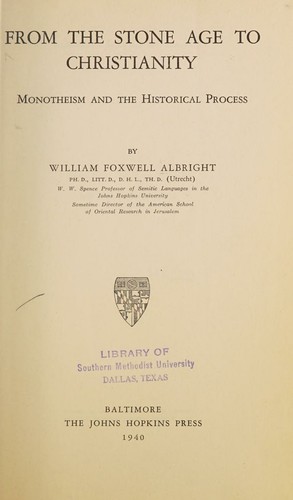 FROM THE STONE AGE TO
CHRISTIANITY
MONOTHEISM AND THE HISTORICAL PROCESS
BY
WILLIAM FOXWELL ALBRIGHT
PH. D., LITT. D., D. H. L., TH. D. (Utrecht)
W. W. Spence Professor of Semitic Languages in the
Johns Hopkins University
Sometime Director of the American School
of Oriental Research in Jerusalem
LIBRARY OF
Southern Methodist University
DALLAS, TEXAS
BALTIMORE
THE JOHNS HOPKINS PRESS
1940